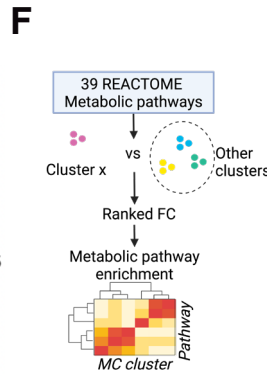 F
39 REACTOME
Metabolic pathways
Cluster x
vs
Other
clusters
Ranked FC
Metabolic pathway
enrichment
Pathway
MC cluster